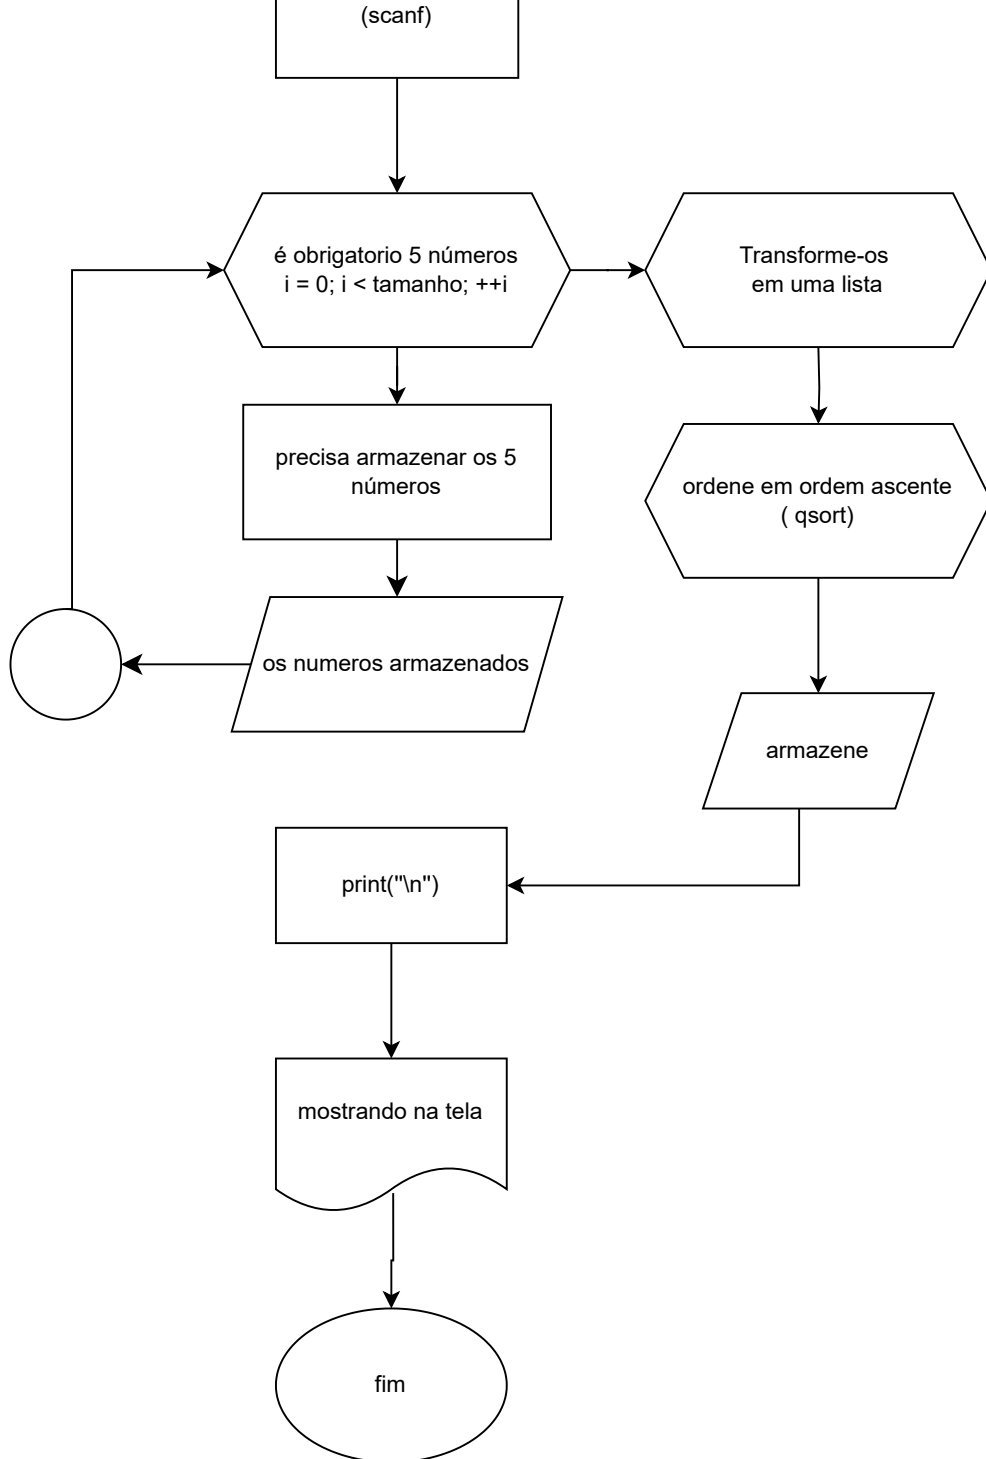 (scanf)
é obrigatorio 5 números
i = 0; i < tamanho; ++i
Transforme-os
em uma lista
precisa armazenar os 5
números
ordene em ordem ascente
( qsort)
os numeros armazenados
armazene
print("\n")
mostrando na tela
fim